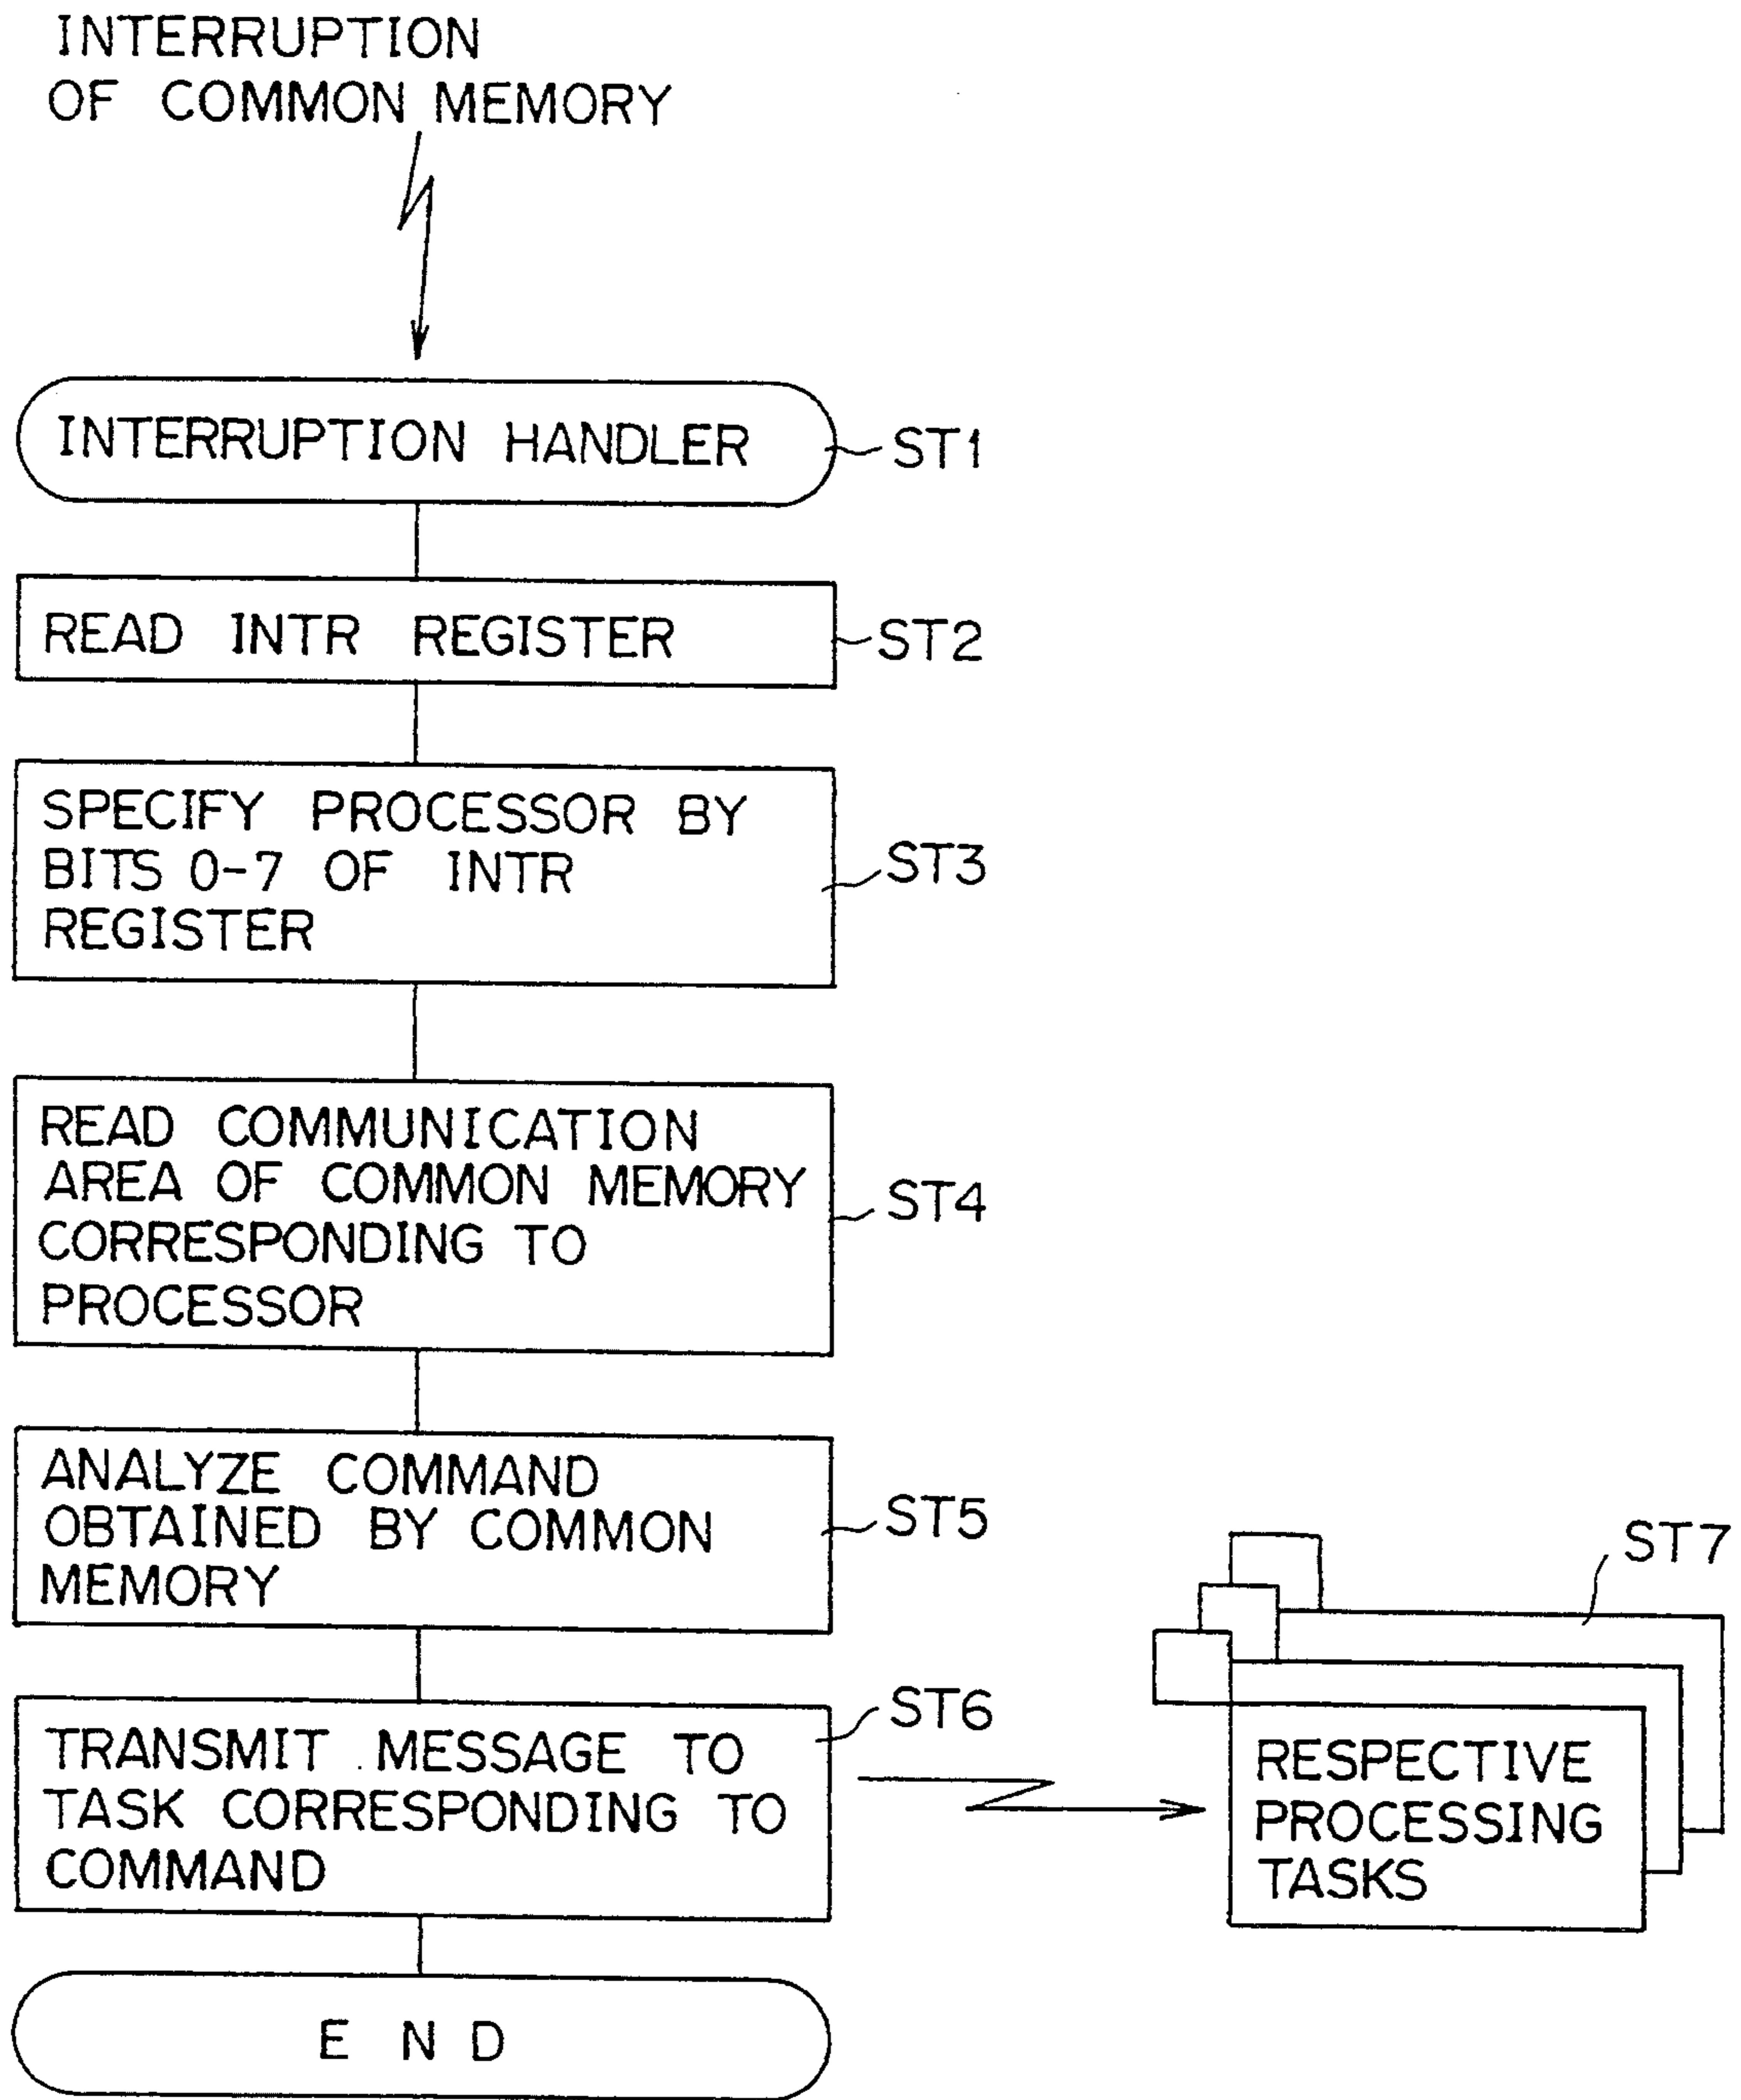 INTERRUPTION
OF COMMON MEMORY
INTERRUPTION HANDLER
ST1
READ INTR REGISTER
ST2
SPECIFY PROCESSOR BY
BITS 0-7 OF INTR
REGISTER
ST3
READ COMMUNICATION
AREA OF COMMON MEMORY
CORRESPONDING TO
PROCESSOR
ST4
ANALYZE COMMAND
OBTAINED BY COMMON
MEMORY
ST5
TRANSMIT MESSAGE TO
TASK CORRESPONDING TO
COMMAND
ST6
ST7
RESPECTIVE
PROCESSING
TASKS
END